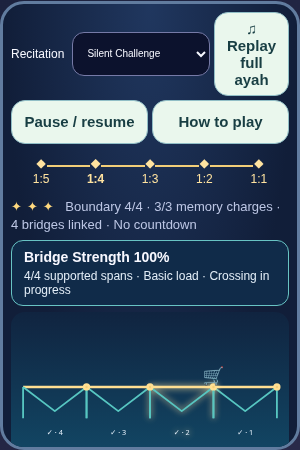 Recitation
Silent Challenge
♫
Replay
full
ayah
Pause / resume
How to play
1:5 1:4 1:3 1:2 1:1
✦ ✦ ✦ Boundary 4/4 · 3/3 memory charges ·
4 bridges linked · No countdown
Bridge Strength 100%
4/4 supported spans · Basic load · Crossing in
progress
✓ · 4 ✓ · 3 ✓ · 2 ✓ · 1